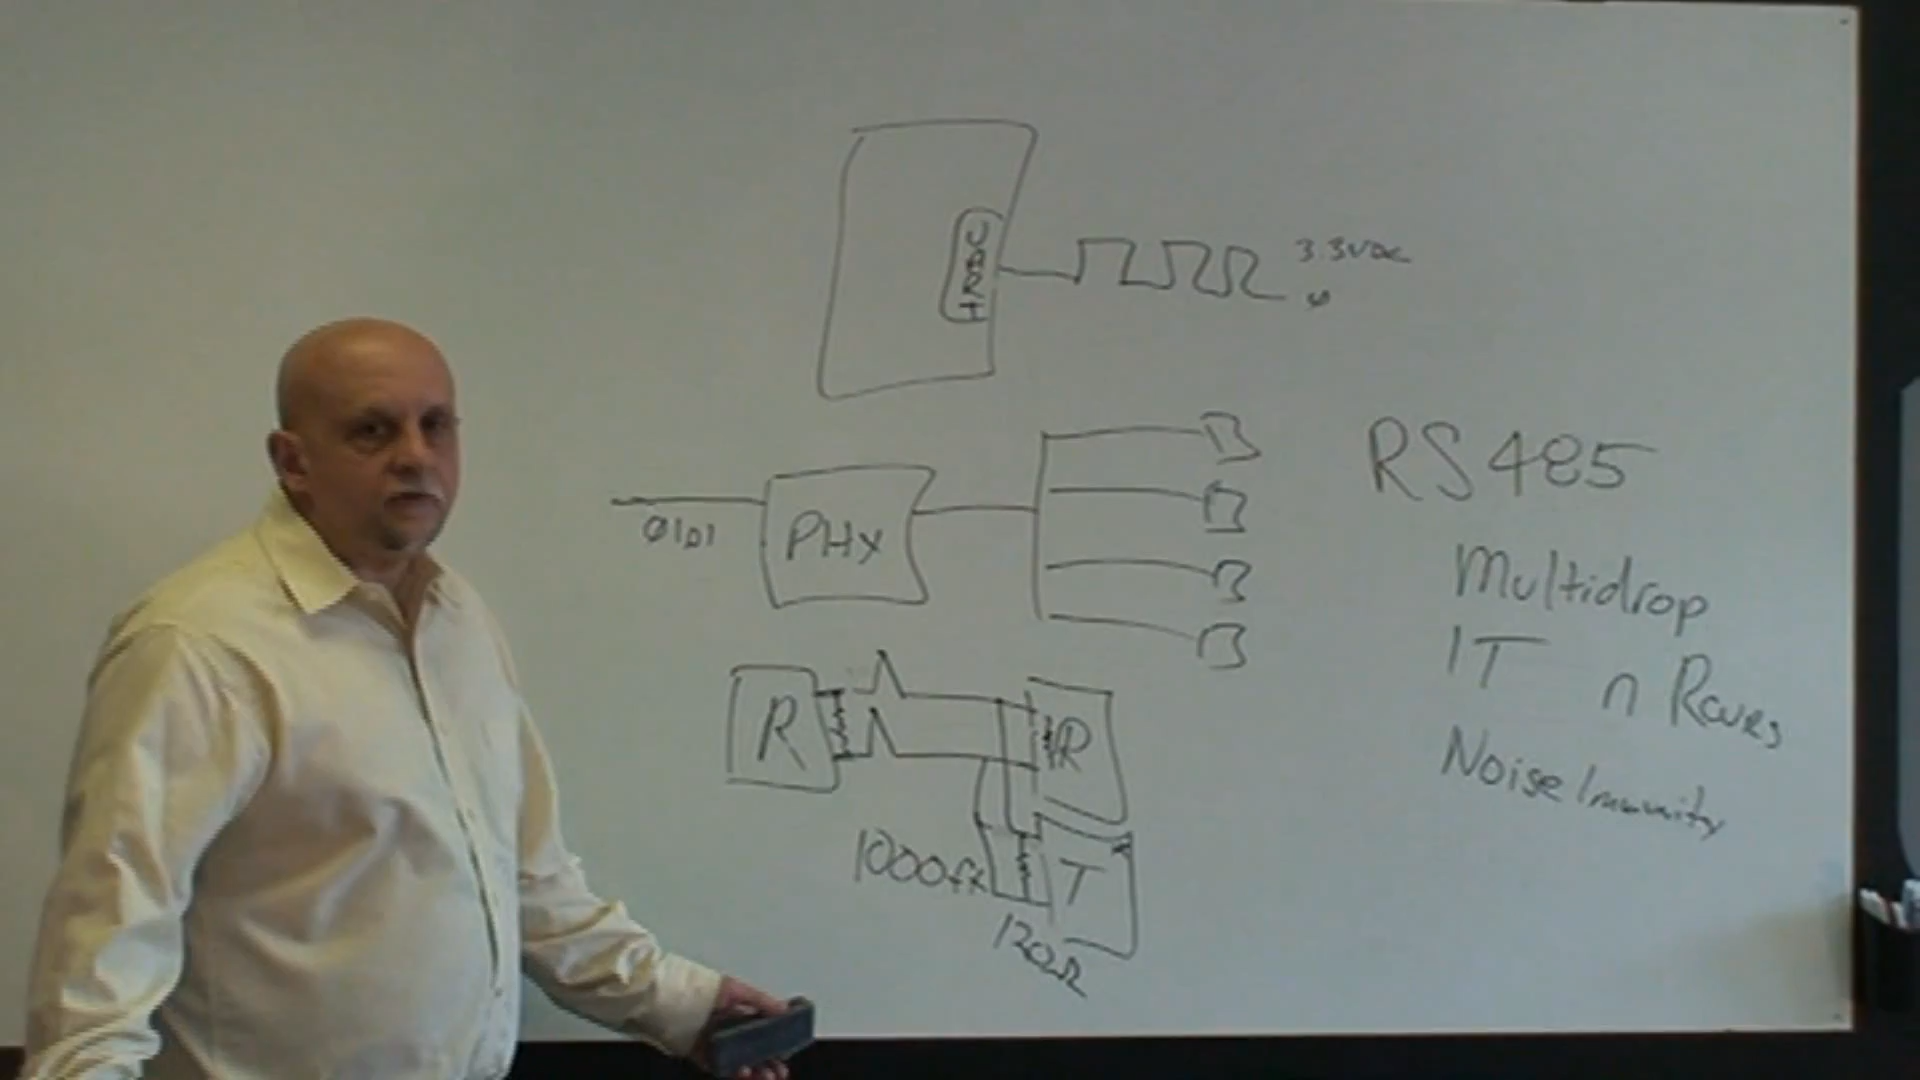 UART
3.3VDC
0
0101
PHY
RS485
Multidrop
1T n Rcvrs
Noise Immunity
R
R
1000ft
T
120Ω